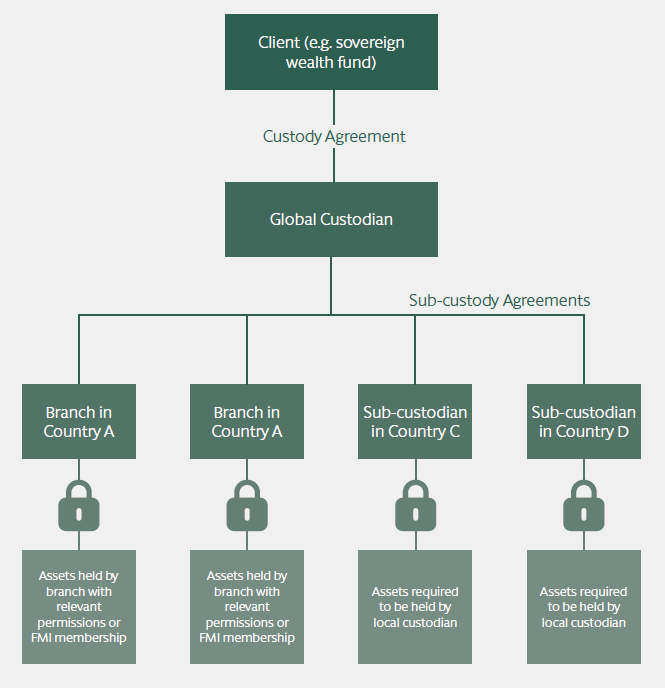 Client (e.g. sovereign
wealth fund)
Custody Agreement
Global Custodian
Sub-custody Agreements
Branch in
Country A
Branch in
Country A
Sub-custodian
in Country C
Sub-custodian
in Country D
Assets held by
branch with
relevant
permissions or
FMI membership
Assets held by
branch with
relevant
permissions or
FMI membership
Assets required
to be held by
local custodian
Assets required
to be held by
local custodian